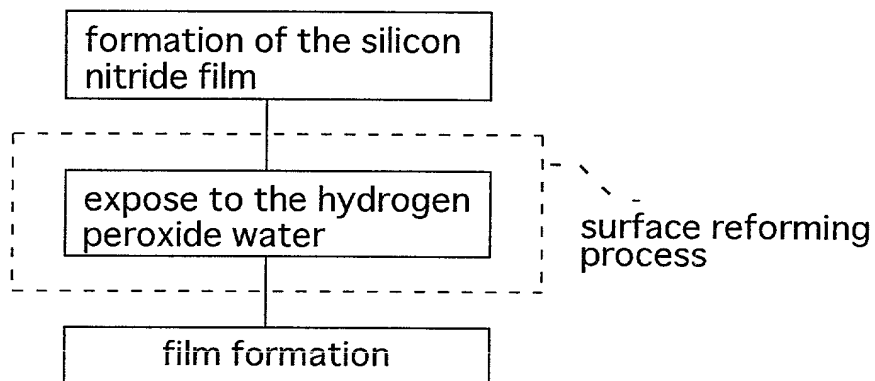 formation of the silicon
nitride film
expose to the hydrogen
peroxide water
surface reforming
process
film formation